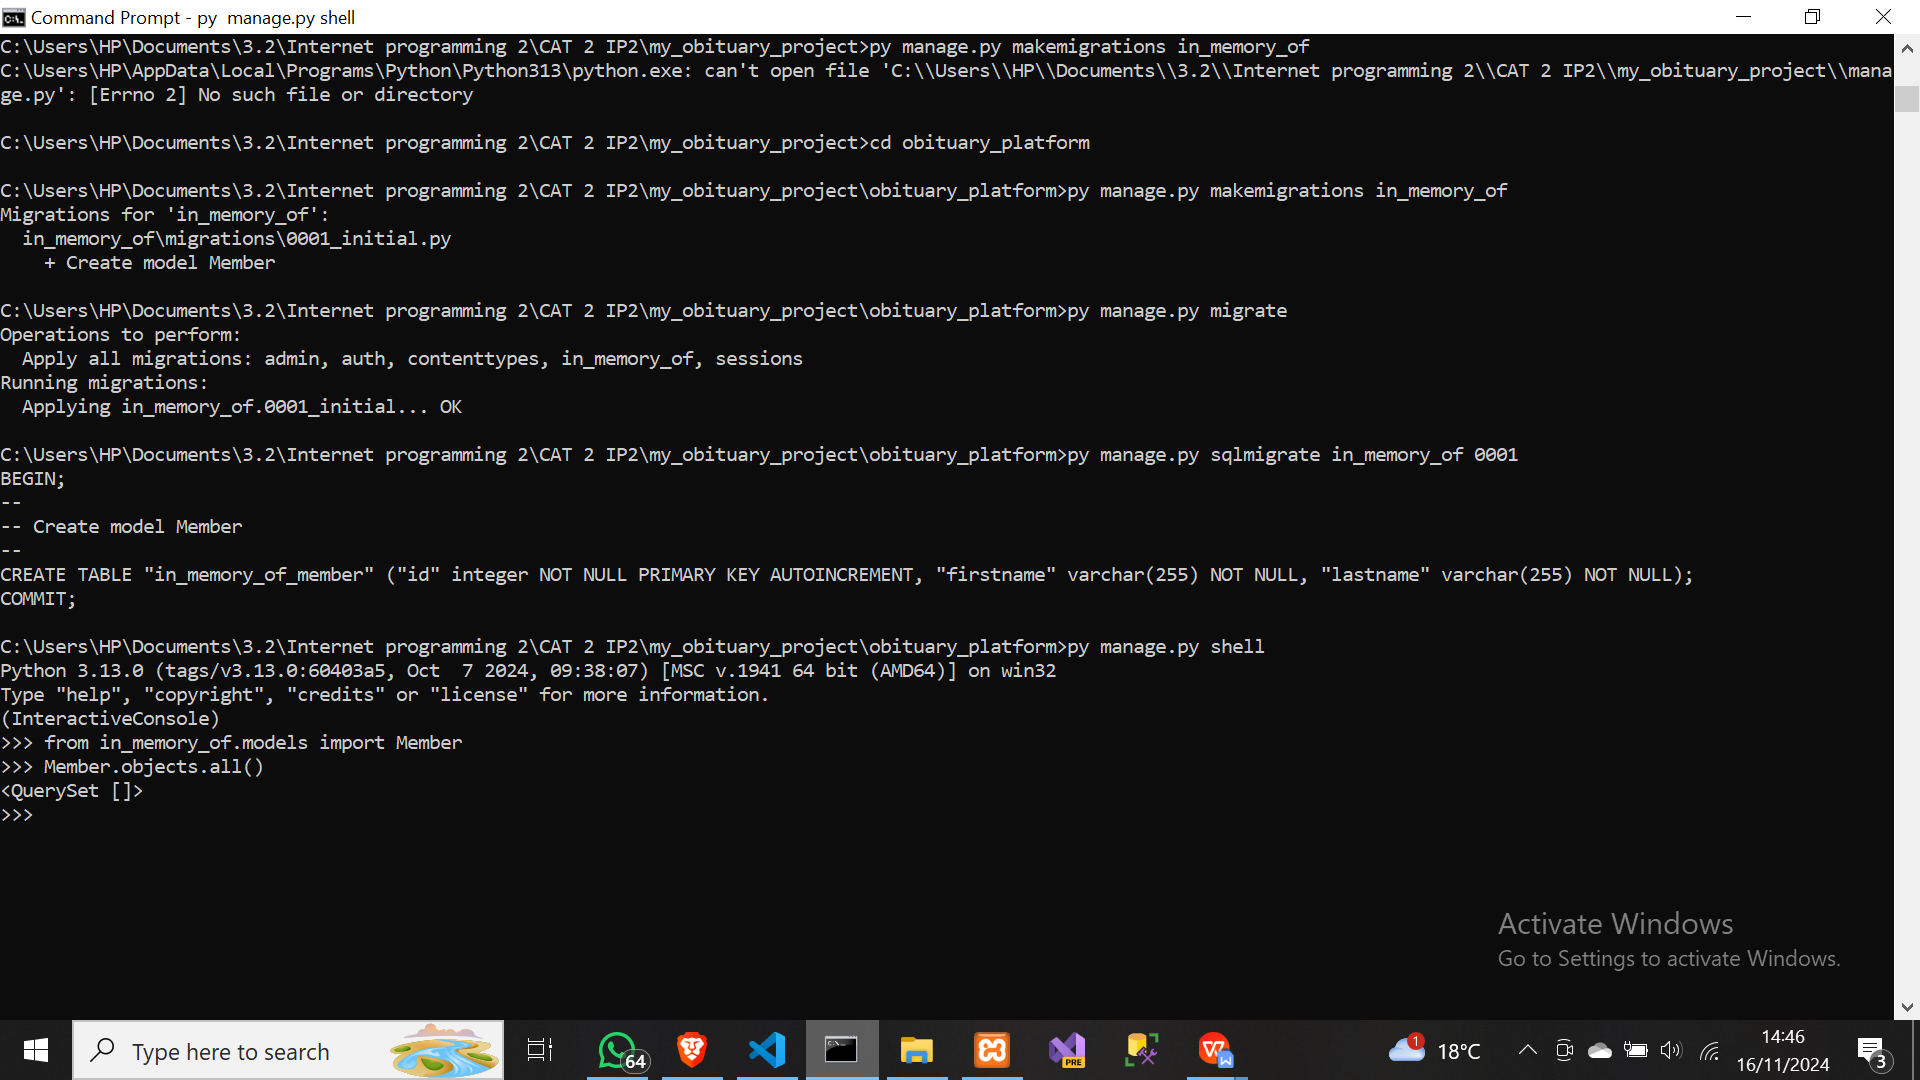 Command Prompt - py  manage.py shell
C:\Users\HP\Documents\3.2\Internet programming 2\CAT 2 IP2\my_obituary_project>py manage.py makemigrations in_memory_of
C:\Users\HP\AppData\Local\Programs\Python\Python313\python.exe: can't open file 'C:\\Users\\HP\\Documents\\3.2\\Internet programming 2\\CAT 2 IP2\\my_obituary_project\\mana
ge.py': [Errno 2] No such file or directory
C:\Users\HP\Documents\3.2\Internet programming 2\CAT 2 IP2\my_obituary_project>cd obituary_platform
C:\Users\HP\Documents\3.2\Internet programming 2\CAT 2 IP2\my_obituary_project\obituary_platform>py manage.py makemigrations in_memory_of
Migrations for 'in_memory_of':
  in_memory_of\migrations\0001_initial.py
    + Create model Member
C:\Users\HP\Documents\3.2\Internet programming 2\CAT 2 IP2\my_obituary_project\obituary_platform>py manage.py migrate
Operations to perform:
  Apply all migrations: admin, auth, contenttypes, in_memory_of, sessions
Running migrations:
  Applying in_memory_of.0001_initial... OK
C:\Users\HP\Documents\3.2\Internet programming 2\CAT 2 IP2\my_obituary_project\obituary_platform>py manage.py sqlmigrate in_memory_of 0001
BEGIN;
--
-- Create model Member
--
CREATE TABLE "in_memory_of_member" ("id" integer NOT NULL PRIMARY KEY AUTOINCREMENT, "firstname" varchar(255) NOT NULL, "lastname" varchar(255) NOT NULL);
COMMIT;
C:\Users\HP\Documents\3.2\Internet programming 2\CAT 2 IP2\my_obituary_project\obituary_platform>py manage.py shell
Python 3.13.0 (tags/v3.13.0:60403a5, Oct  7 2024, 09:38:07) [MSC v.1941 64 bit (AMD64)] on win32
Type "help", "copyright", "credits" or "license" for more information.
(InteractiveConsole)
>>> from in_memory_of.models import Member
>>> Member.objects.all()
<QuerySet []>
>>>
Activate Windows
Go to Settings to activate Windows.
Type here to search
64
PRE
1
18°C
14:46
16/11/2024
3